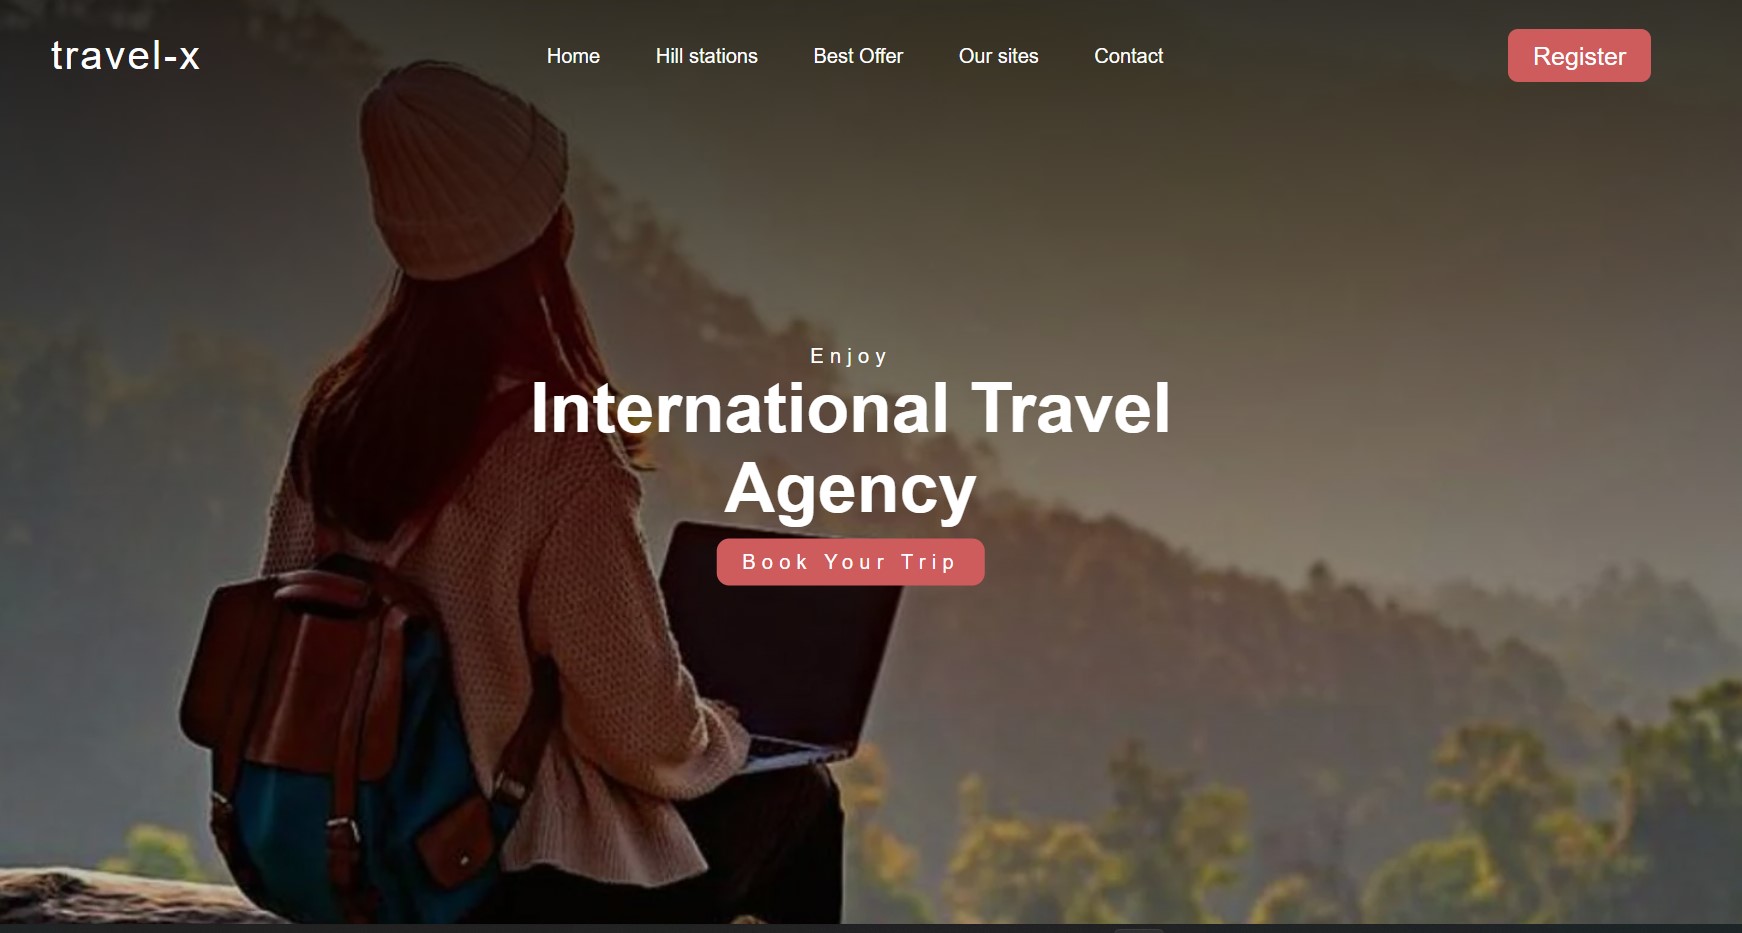 travel-x
Home
Hill stations
Best Offer
Our sites
Contact
Register
Enjoy
International Travel
Agency
Book Your Trip